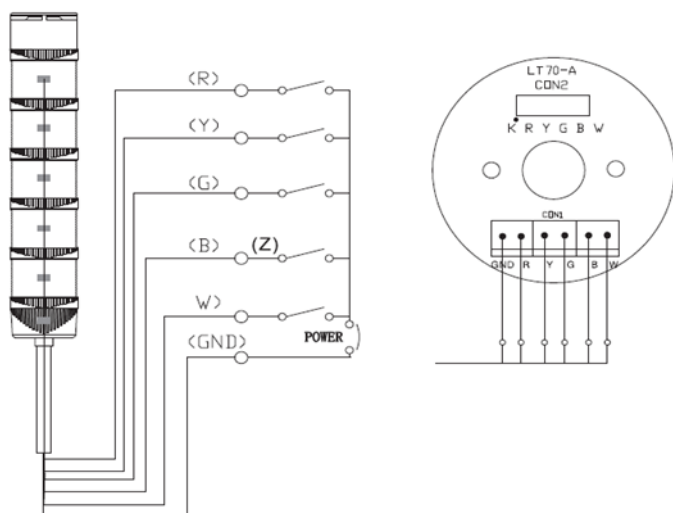 (R)
(Y)
(G)
(B) (Z)
W)
(GND)
POWER
LT70-A
CON2
K R Y G B W
CON1
GND R Y G B W